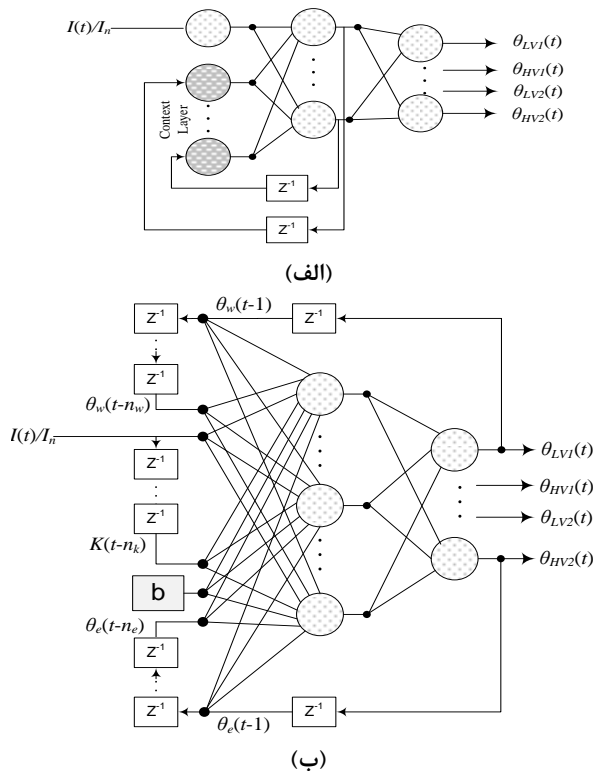 I(t)/Iₙ
θLV1(t)
θHV1(t)
θLV2(t)
θHV2(t)
Context
Layer
Z⁻¹
Z⁻¹
(الف)
Z⁻¹
θw(t-1)
Z⁻¹
Z⁻¹
θw(t-nw)
I(t)/Iₙ
Z⁻¹
θLV1(t)
θHV1(t)
Z⁻¹
θLV2(t)
K(t-nk)
θHV2(t)
b
θe(t-ne)
Z⁻¹
Z⁻¹
θe(t-1)
Z⁻¹
(ب)